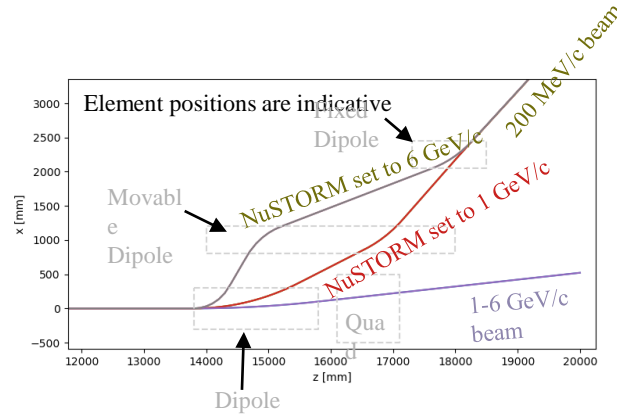 Element positions are indicative
Fixed
Dipole
200 MeV/c beam
NuSTORM set to 6 GeV/c
Movabl
e
Dipole
NuSTORM set to 1 GeV/c
1-6 GeV/c
beam
Qua
d
Dipole
x [mm]
3000
2500
2000
1500
1000
500
0
−500
12000 13000 14000 15000 16000 17000 18000 19000 20000
z [mm]